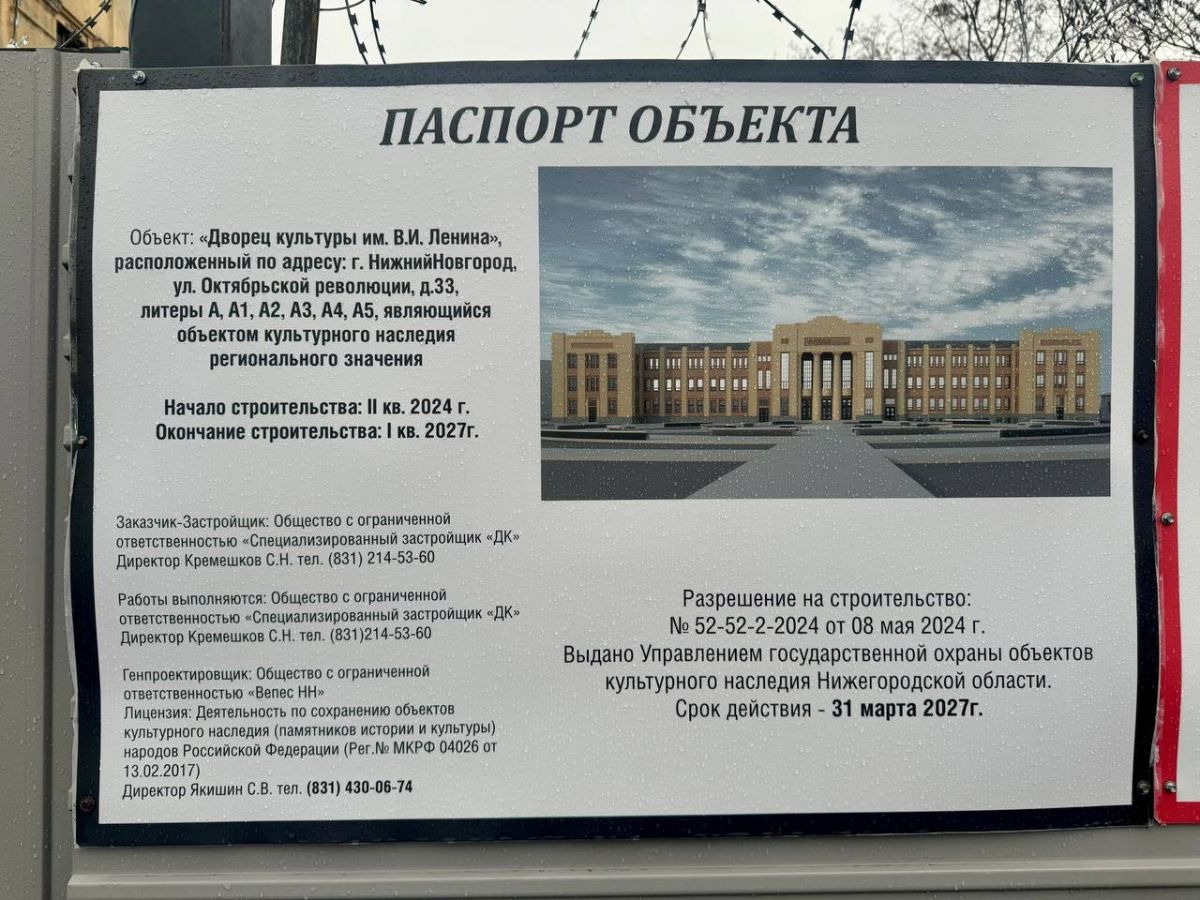 ПАСПОРТ ОБЪЕКТА
Объект: «Дворец культуры им. В.И. Ленина»,
расположенный по адресу: г. НижнийНовгород,
ул. Октябрьской революции, д.33,
литеры А, А1, А2, А3, А4, А5, являющийся
объектом культурного наследия
регионального значения
Начало строительства: II кв. 2024 г.
Окончание строительства: I кв. 2027г.
Заказчик-Застройщик: Общество с ограниченной
ответственностью «Специализированный застройщик «ДК»
Директор Кремешков С.Н. тел. (831) 214-53-60
Работы выполняются: Общество с ограниченной
ответственностью «Специализированный застройщик «ДК»
Директор Кремешков С.Н. тел. (831)214-53-60
Генпроектировщик: Общество с ограниченной
ответственностью «Вепес НН»
Лицензия: Деятельность по сохранению объектов
культурного наследия (памятников истории и культуры)
народов Российской Федерации (Рег.№ МКРФ 04026 от
13.02.2017)
Директор Якишин С.В. тел. (831) 430-06-74
Разрешение на строительство:
№ 52-52-2-2024 от 08 мая 2024 г.
Выдано Управлением государственной охраны объектов
культурного наследия Нижегородской области.
Срок действия - 31 марта 2027г.